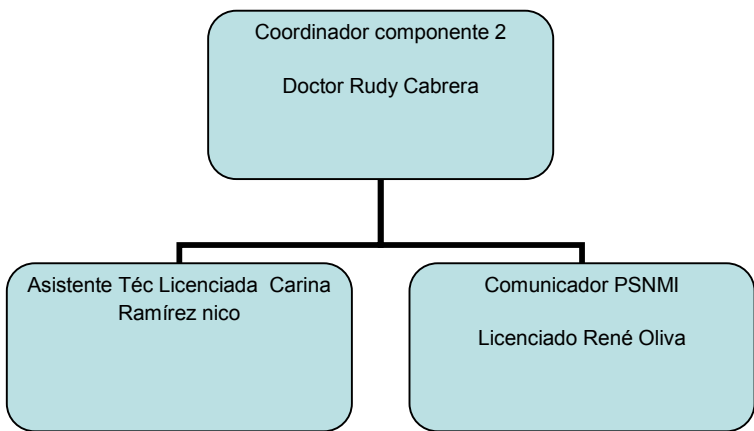 Coordinador componente 2
Doctor Rudy Cabrera
Asistente Téc Licenciada  Carina
Ramírez nico
Comunicador PSNMI
Licenciado René Oliva